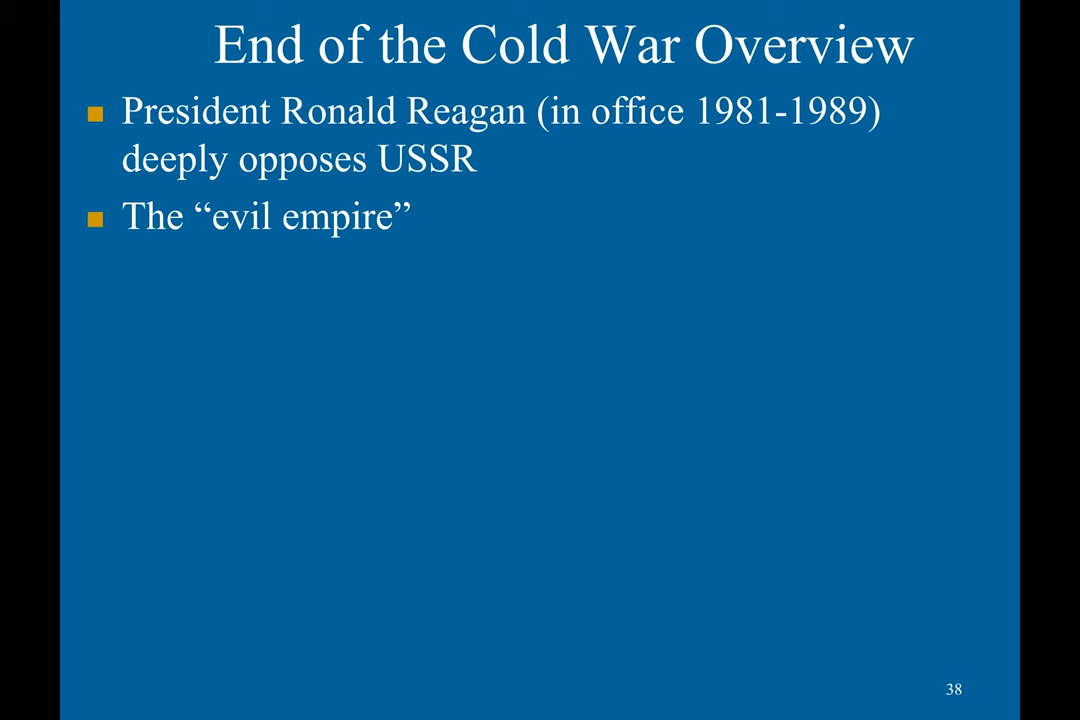 End of the Cold War Overview
President Ronald Reagan (in office 1981-1989)
deeply opposes USSR
The “evil empire”
38